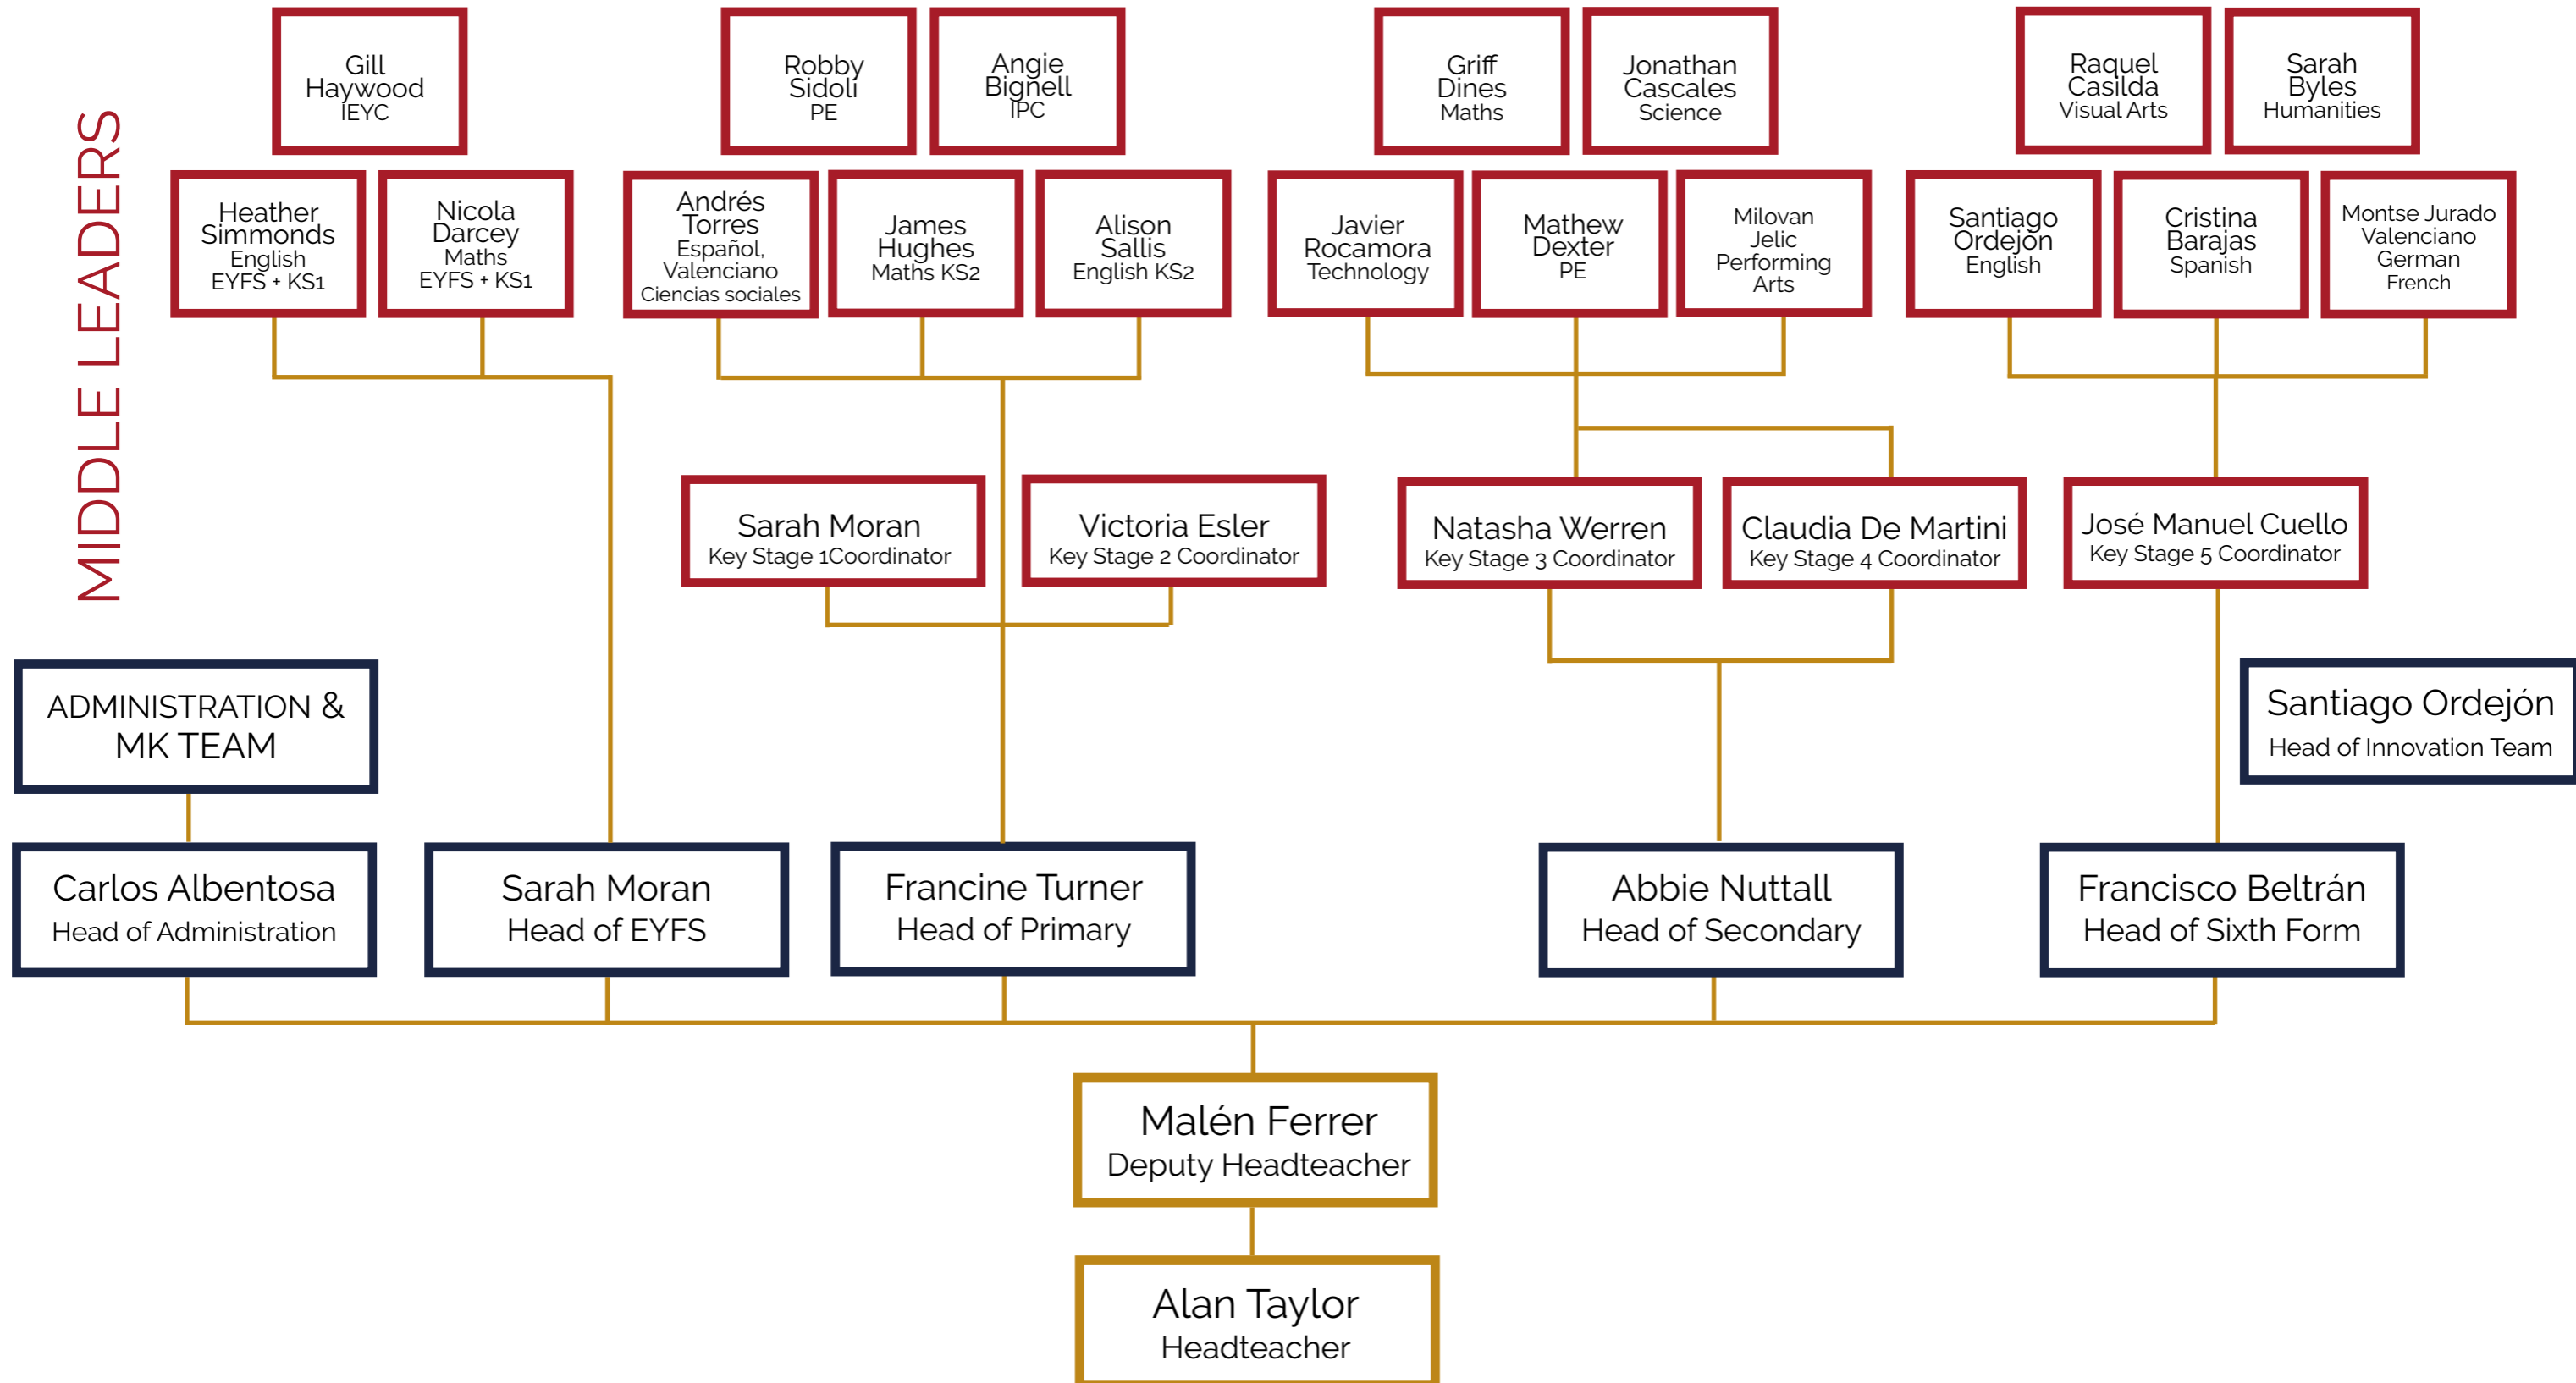 MIDDLE LEADERS
Gill
Haywood
IEYC
Robby
Sidoli
PE
Angie
Bignell
IPC
Griff
Dines
Maths
Jonathan
Cascales
Science
Raquel
Casilda
Visual Arts
Sarah
Byles
Humanities
Heather
Simmonds
English
EYFS + KS1
Nicola
Darcey
Maths
EYFS + KS1
Andrés
Torres
Español,
Valenciano
Ciencias sociales
James
Hughes
Maths KS2
Alison
Sallis
English KS2
Javier
Rocamora
Technology
Mathew
Dexter
PE
Milovan
Jelic
Performing
Arts
Santiago
Ordejón
English
Cristina
Barajas
Spanish
Montse Jurado
Valenciano
German
French
Sarah Moran
Key Stage 1Coordinator
Victoria Esler
Key Stage 2 Coordinator
Natasha Werren
Key Stage 3 Coordinator
Claudia De Martini
Key Stage 4 Coordinator
José Manuel Cuello
Key Stage 5 Coordinator
ADMINISTRATION &
MK TEAM
Santiago Ordejón
Head of Innovation Team
Carlos Albentosa
Head of Administration
Sarah Moran
Head of EYFS
Francine Turner
Head of Primary
Abbie Nuttall
Head of Secondary
Francisco Beltrán
Head of Sixth Form
Malén Ferrer
Deputy Headteacher
Alan Taylor
Headteacher